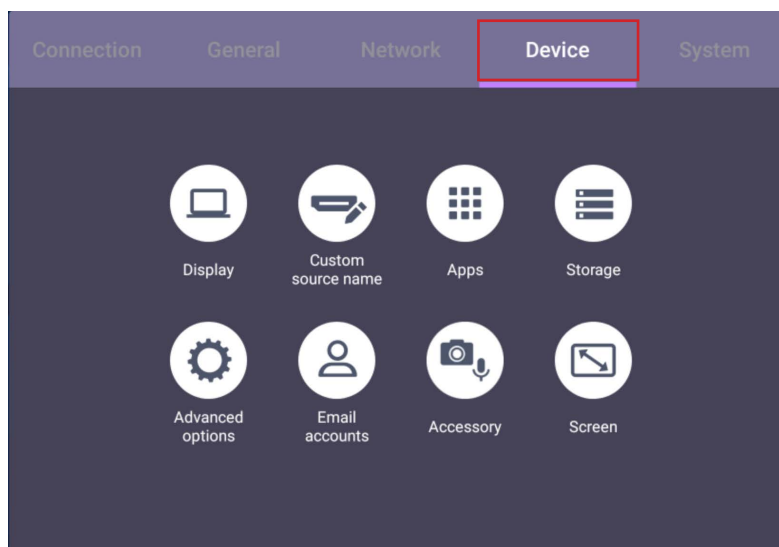 Connection General Network Device System
Display
Custom
source name
Apps
Storage
Advanced
options
Email
accounts
Accessory
Screen